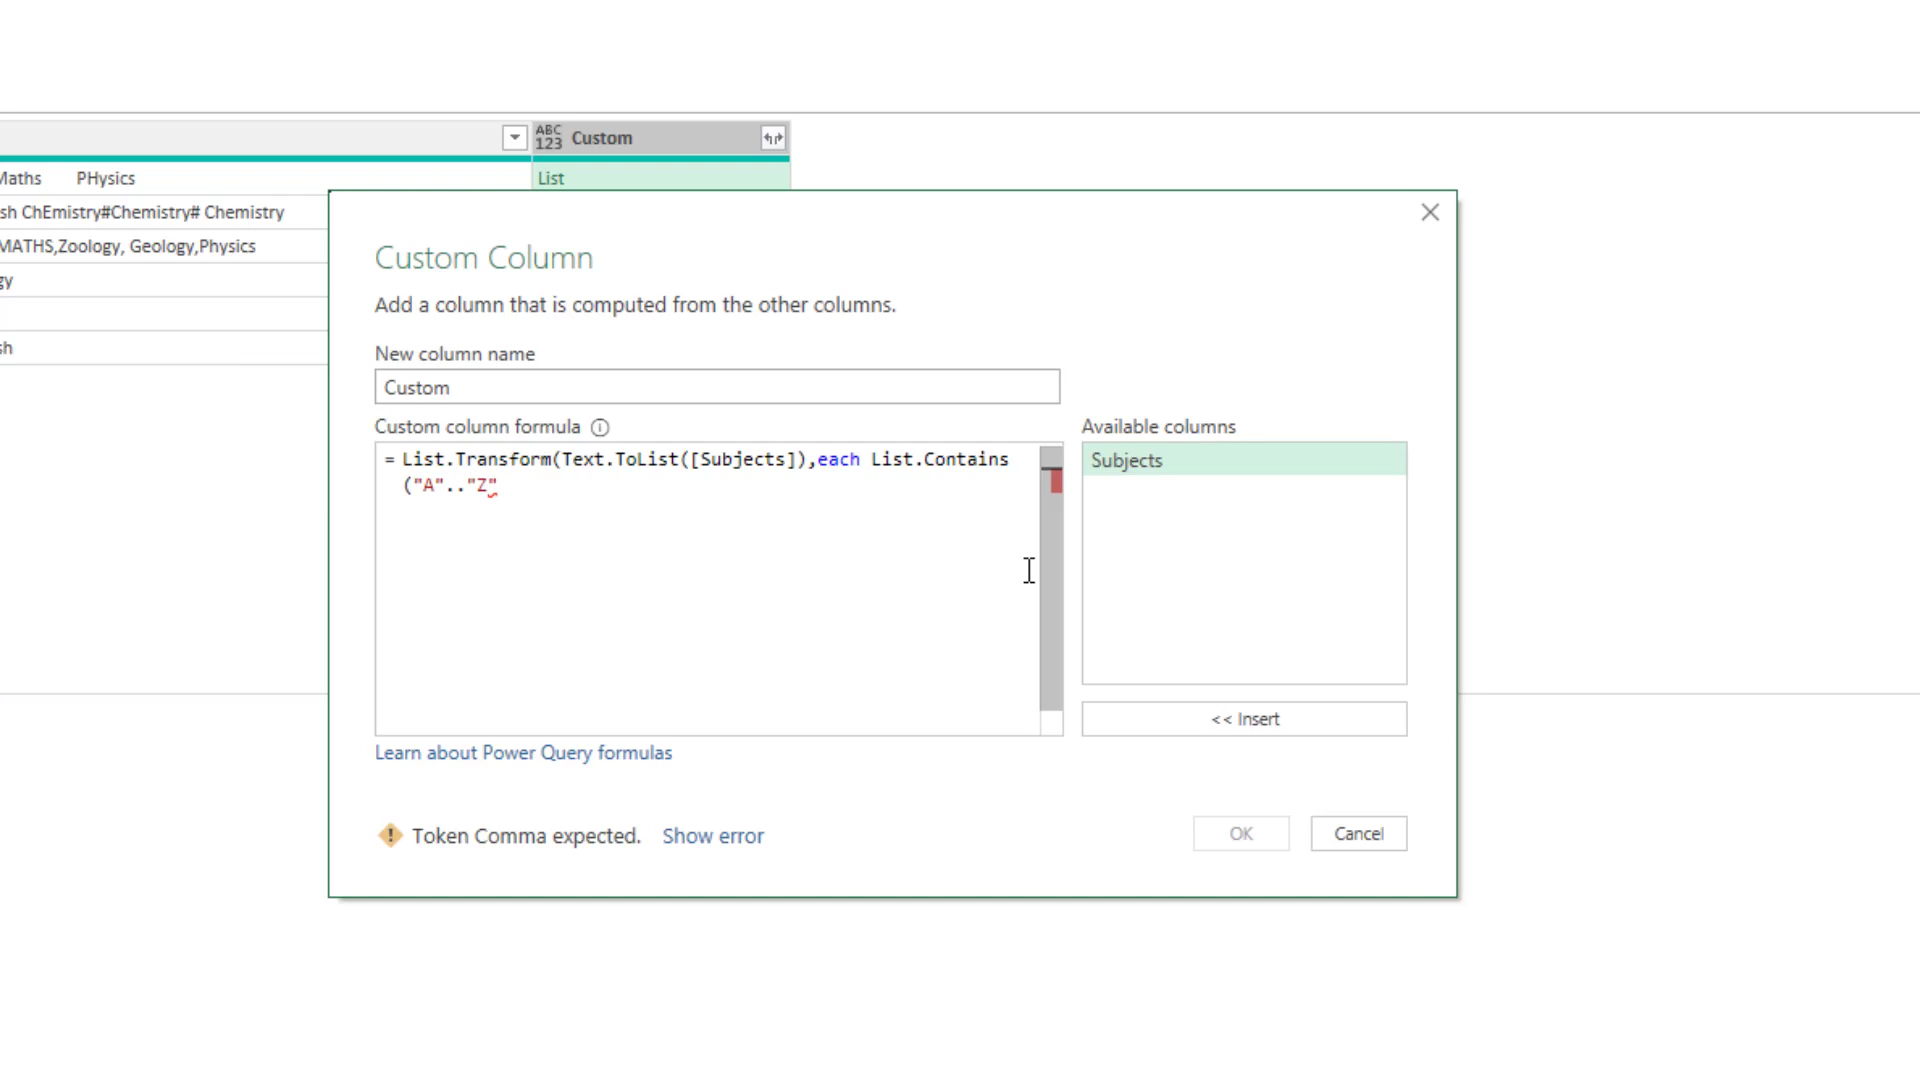 ABC
123 Custom
Maths PHysics List
sh ChEmistry#Chemistry# Chemistry
MATHS,Zoology, Geology,Physics
gy
sh
Custom Column
Add a column that is computed from the other columns.
New column name
Custom
Custom column formula
Available columns
= List.Transform(Text.ToList([Subjects]),each List.Contains
("A".."Z"
Subjects
<< Insert
Learn about Power Query formulas
! Token Comma expected. Show error
OK Cancel